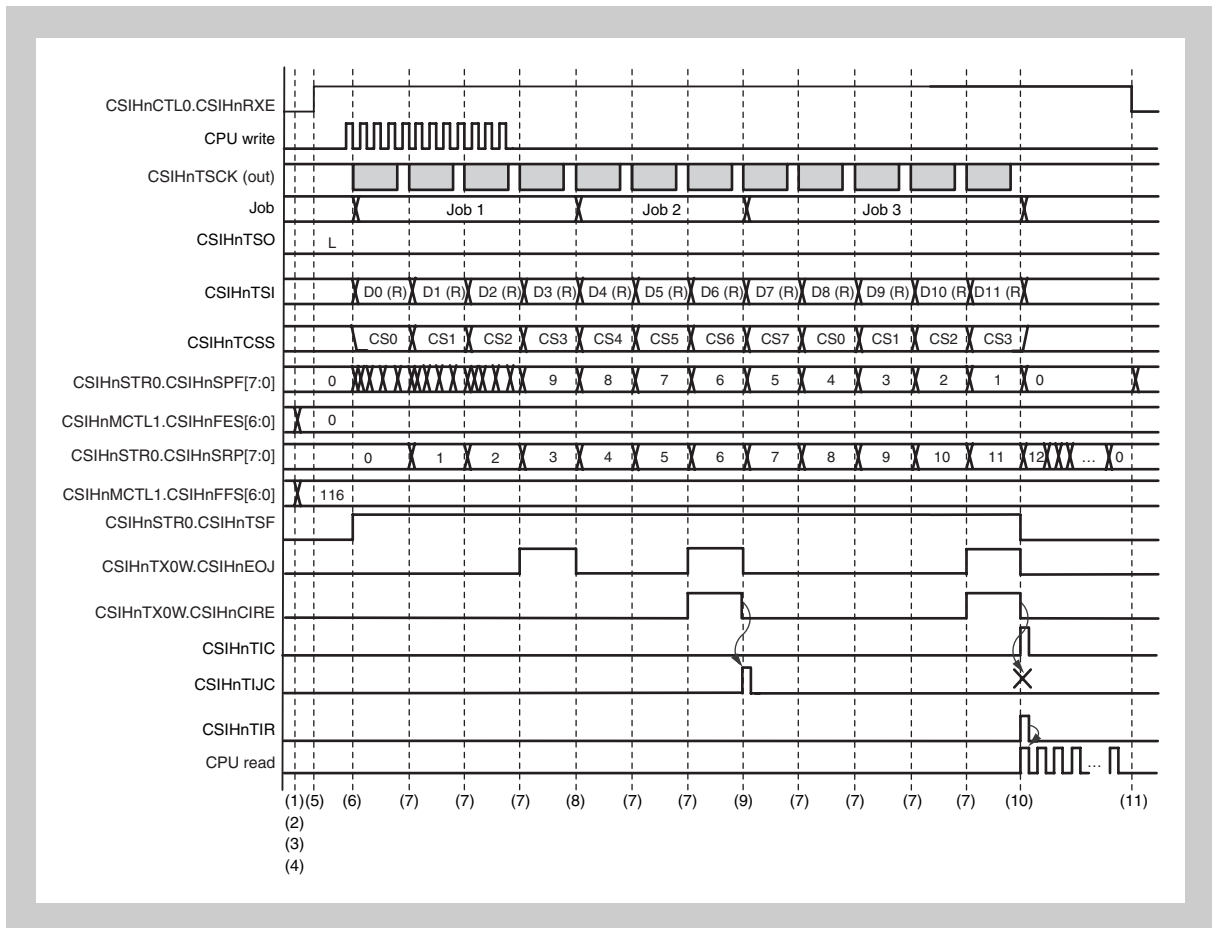 CSIHnCTL0.CSIHnRXE
CPU write
CSIHnTSCK (out)
Job Job 1 Job 2 Job 3
CSIHnTSO L
CSIHnTSI D0 (R) D1 (R) D2 (R) D3 (R) D4 (R) D5 (R) D6 (R) D7 (R) D8 (R) D9 (R) D10 (R D11 (R
CSIHnTCSS CS0 CS1 CS2 CS3 CS4 CS5 CS6 CS7 CS0 CS1 CS2 CS3
CSIHnSTR0.CSIHnSPF[7:0] 0 9 8 7 6 5 4 3 2 1 0
CSIHnMCTL1.CSIHnFES[6:0] 0
CSIHnSTR0.CSIHnSRP[7:0] 0 1 2 3 4 5 6 7 8 9 10 11 12 ... 0
CSIHnMCTL1.CSIHnFFS[6:0] 116
CSIHnSTR0.CSIHnTSF
CSIHnTX0W.CSIHnEOJ
CSIHnTX0W.CSIHnCIRE
CSIHnTIC
CSIHnTIJC
CSIHnTIR
CPU read ...
(1)(5) (6) (7) (7) (7) (8) (7) (7) (9) (7) (7) (7) (7) (10) (11)
(2)
(3)
(4)